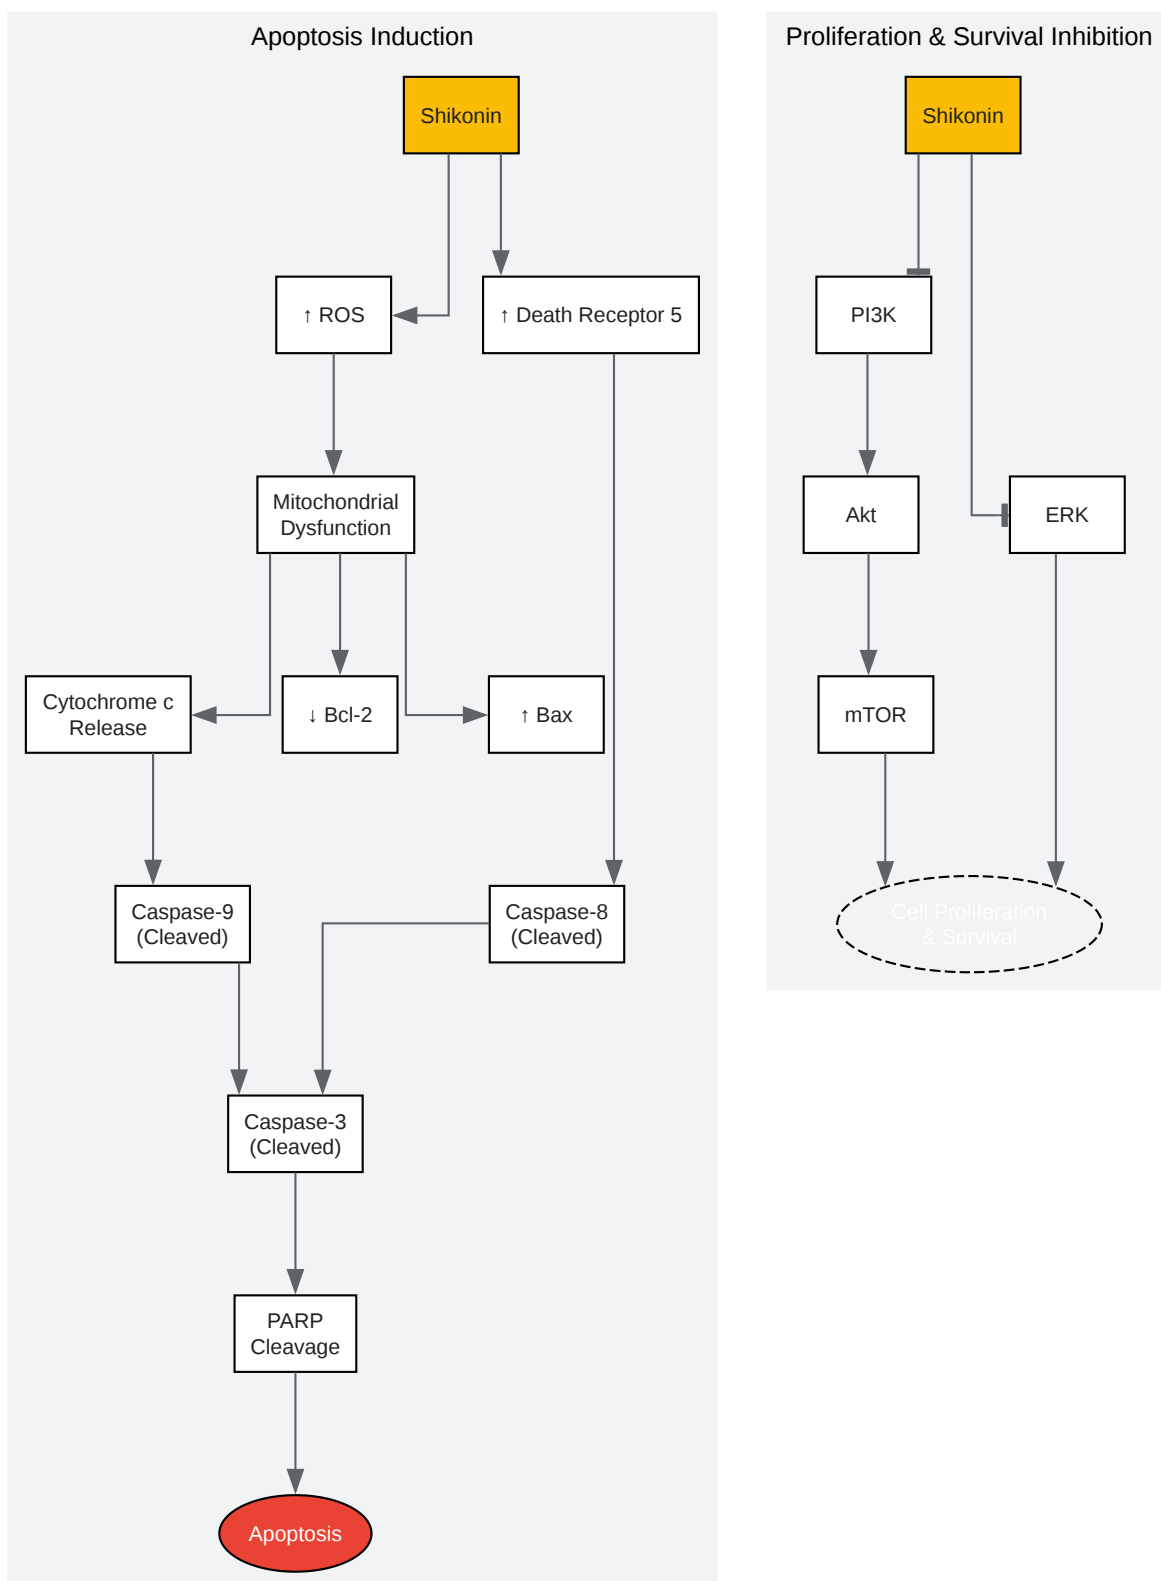 Apoptosis Induction
Shikonin
↑ ROS
↑ Death Receptor 5
Mitochondrial
Dysfunction
Cytochrome c
Release
↓ Bcl-2
↑ Bax
Caspase-9
(Cleaved)
Caspase-8
(Cleaved)
Caspase-3
(Cleaved)
PARP
Cleavage
Apoptosis
Proliferation & Survival Inhibition
Shikonin
PI3K
Akt
ERK
mTOR
Cell Proliferation
& Survival